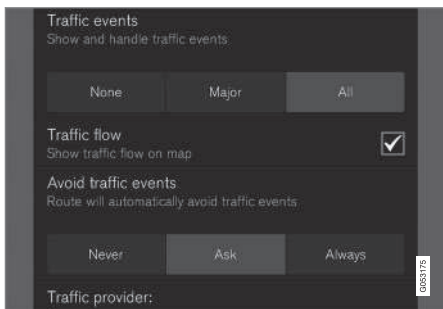 Traffic events
Show and handle traffic events
None Major All
Traffic flow
Show traffic flow on map
Avoid traffic events
Route will automatically avoid traffic events
Never Ask Always
G053175
Traffic provider: